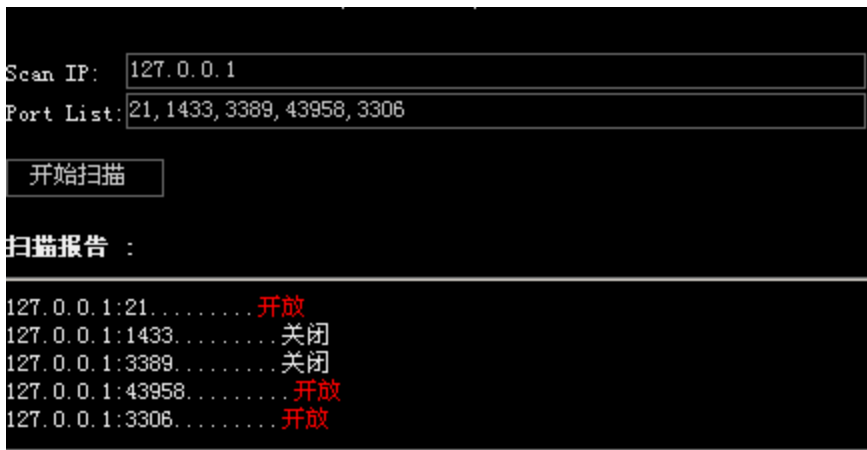 Scan IP: 127.0.0.1
Port List: 21, 1433, 3389, 43958, 3306
开始扫描
扫描报告 :
127.0.0.1:21.........开放
127.0.0.1:1433.........关闭
127.0.0.1:3389.........关闭
127.0.0.1:43958.........开放
127.0.0.1:3306.........开放